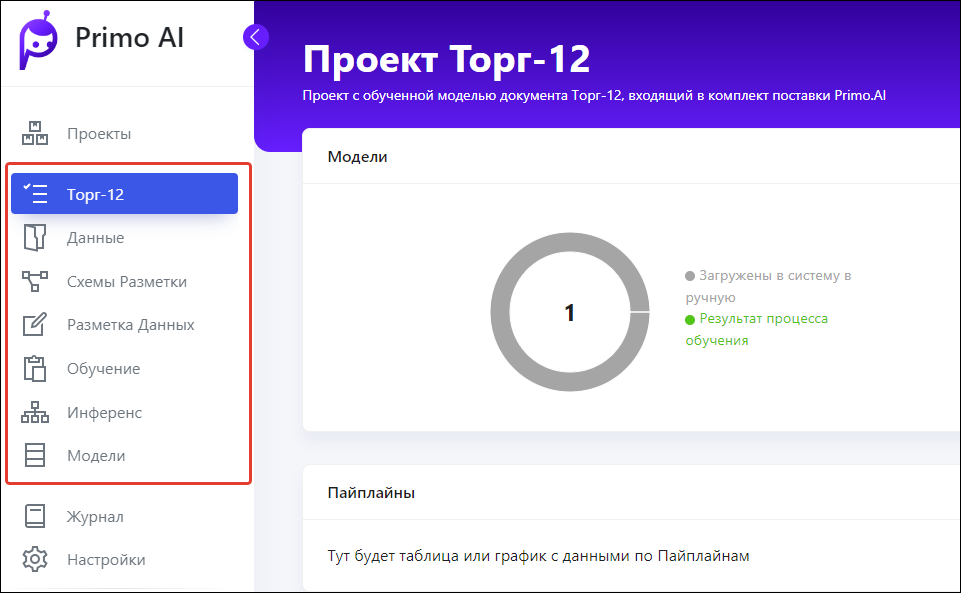 Primo AI
Проекты
Торг-12
Данные
Схемы Разметки
Разметка Данных
Обучение
Инференс
Модели
Журнал
Настройки
Проект Торг-12
Проект с обученной моделью документа Торг-12, входящий в комплект поставки Primo.AI
Модели
1
Загружены в систему в
ручную
Результат процесса
обучения
Пайплайны
Тут будет таблица или график с данными по Пайплайнам